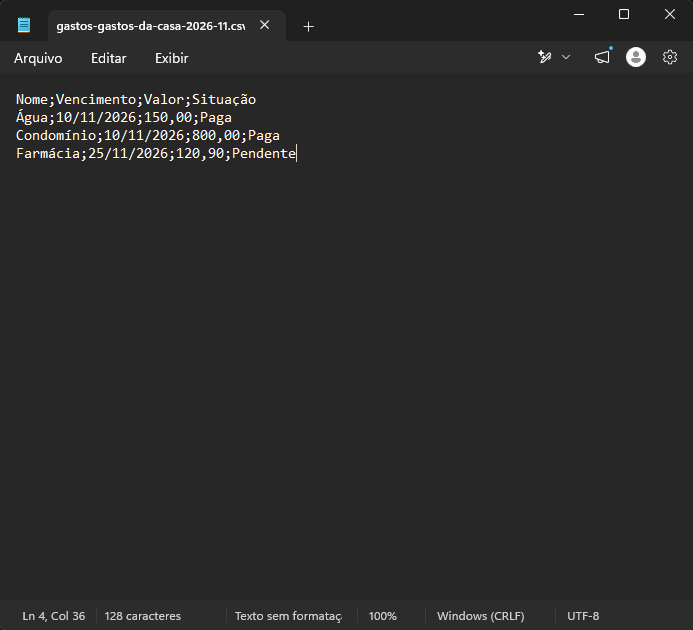 gastos-gastos-da-casa-2026-11.csv
Arquivo Editar Exibir
Nome;Vencimento;Valor;Situação
Água;10/11/2026;150,00;Paga
Condomínio;10/11/2026;800,00;Paga
Farmácia;25/11/2026;120,90;Pendente
Ln 4, Col 36 128 caracteres Texto sem formataç 100% Windows (CRLF) UTF-8